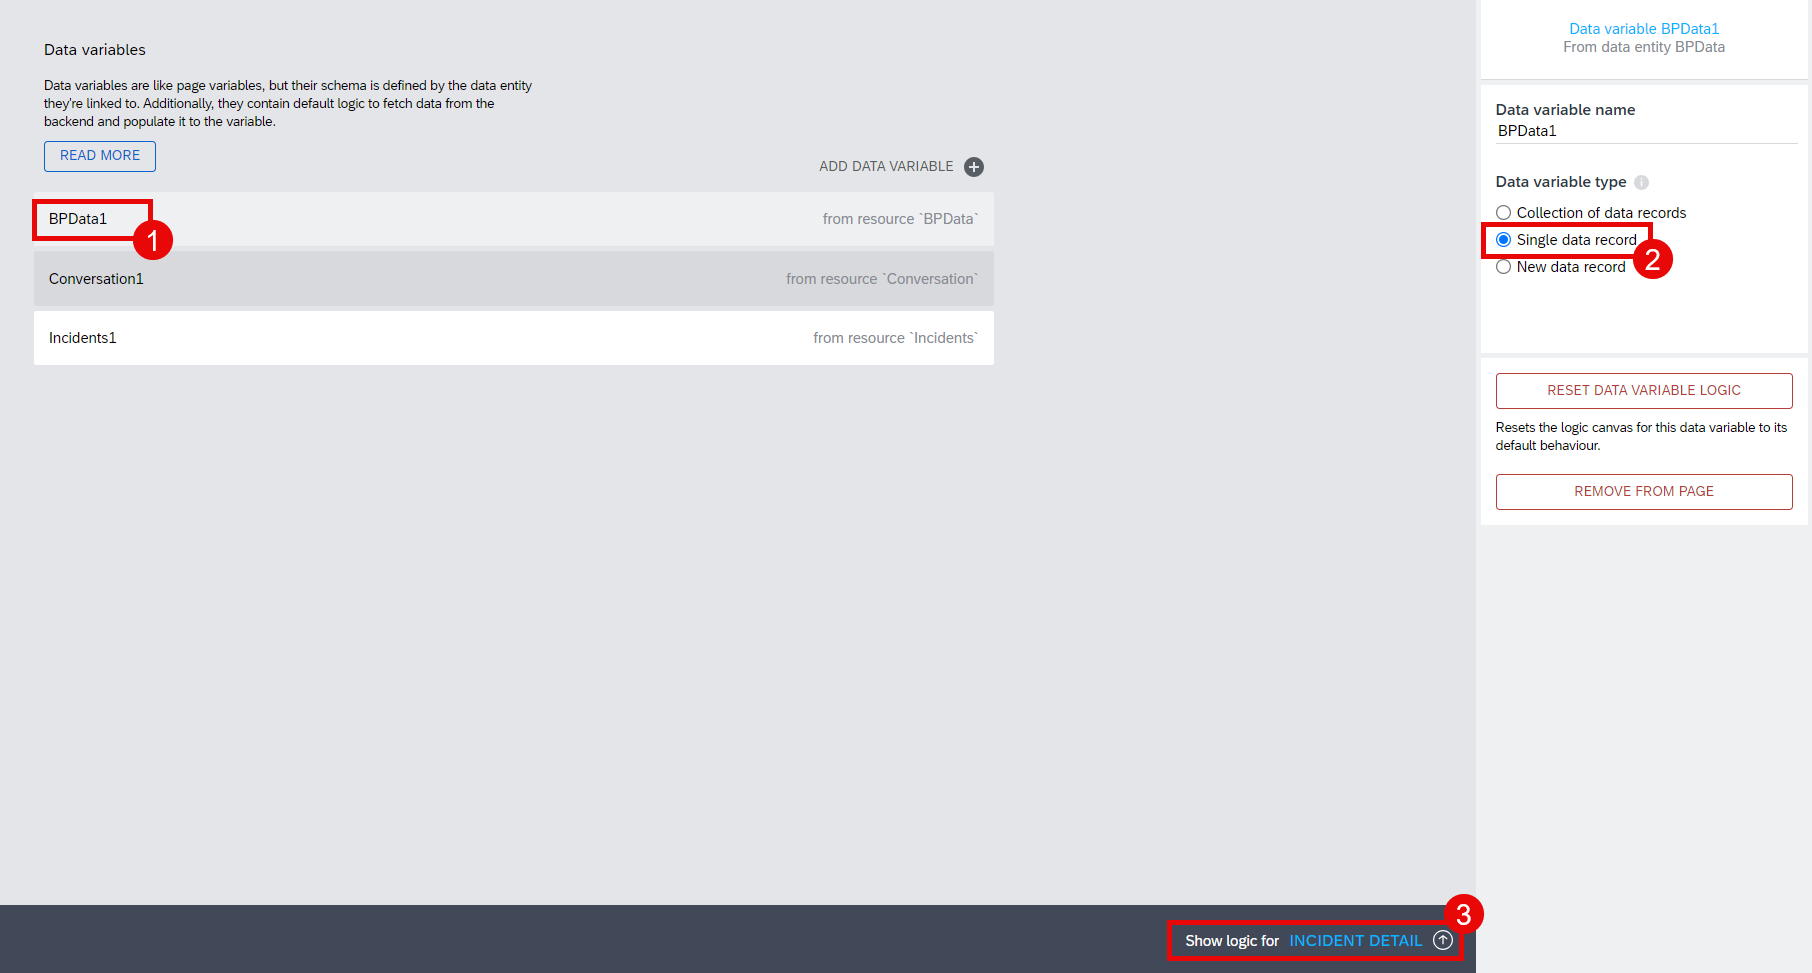 Data variables
Data variables are like page variables, but their schema is defined by the data entity
they're linked to. Additionally, they contain default logic to fetch data from the
backend and populate it to the variable.
READ MORE
ADD DATA VARIABLE
BPData1
from resource `BPData`
1
Conversation1
from resource `Conversation`
Incidents1
from resource `Incidents`
Data variable BPData1
From data entity BPData
Data variable name
BPData1
Data variable type
Collection of data records
Single data record
2
New data record
RESET DATA VARIABLE LOGIC
Resets the logic canvas for this data variable to its
default behaviour.
REMOVE FROM PAGE
3
Show logic for INCIDENT DETAIL